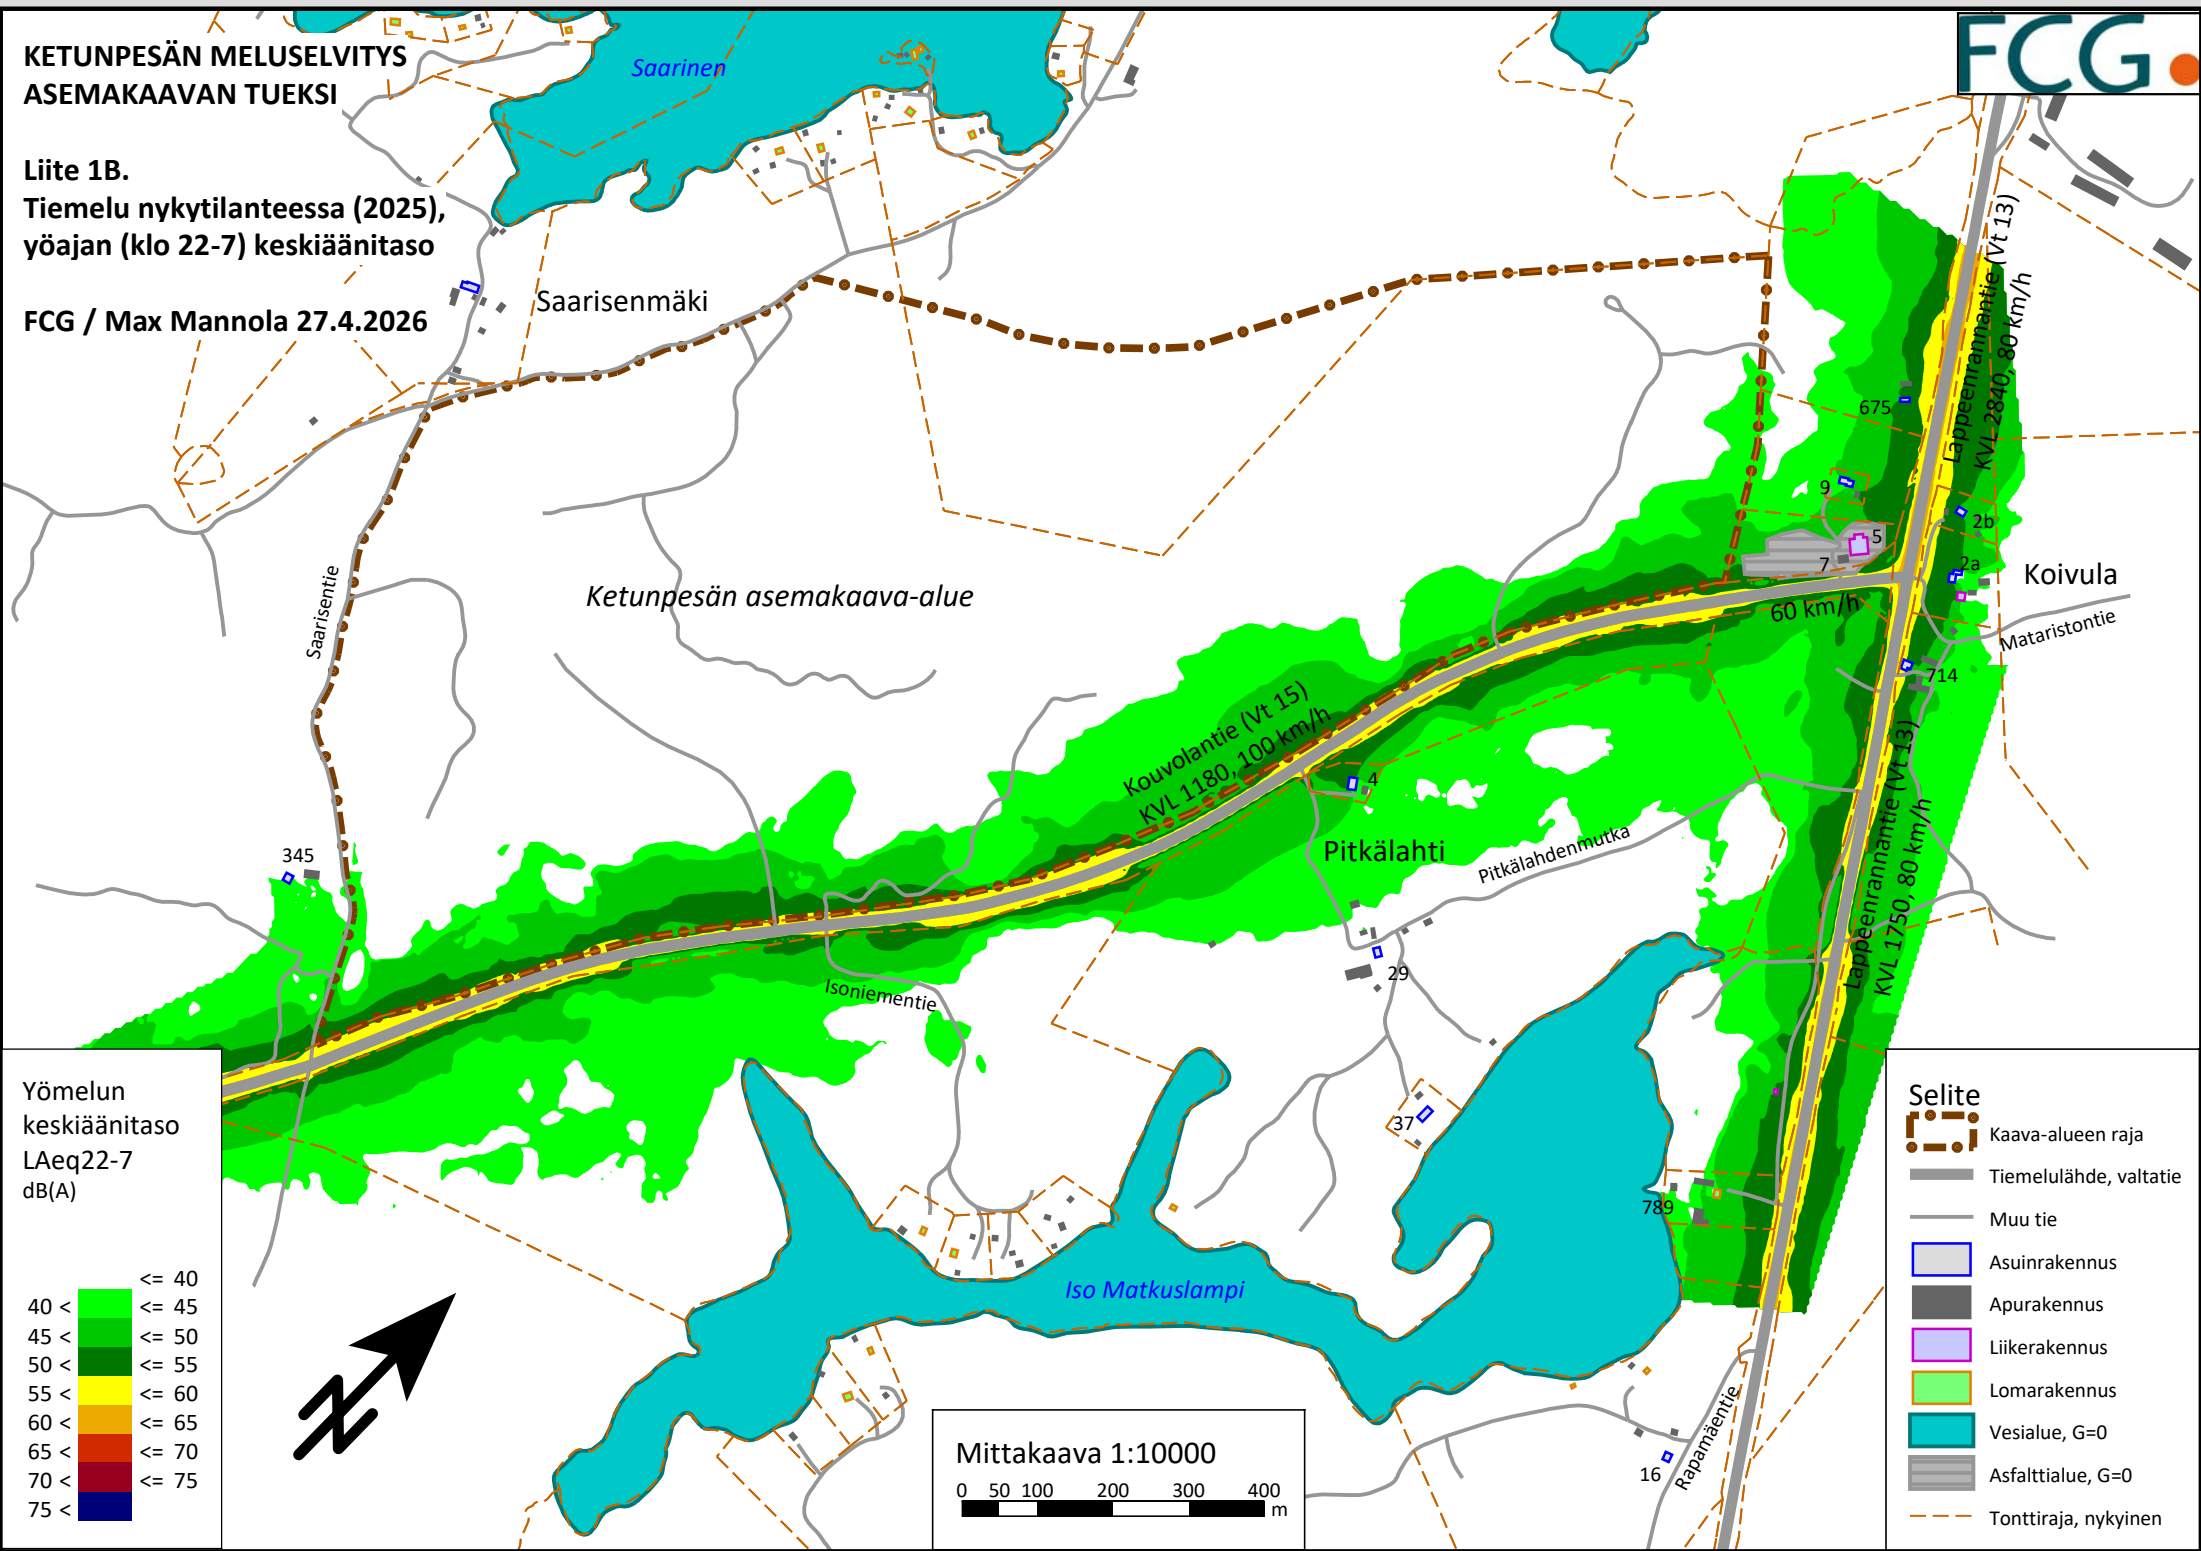 KETUNPESÄN MELUSELVITYS
ASEMAKAAVAN TUEKSI
Liite 1B.
Tiemelu nykytilanteessa (2025),
yöajan (klo 22-7) keskiäänitaso
FCG / Max Mannola 27.4.2026
FCG
Saarinen
Saarisenmäki
Saarisentie
Ketunpesän asemakaava-alue
Lappeenrannantie (Vt 13)
KVL 2840, 80 km/h
675
9
5
7
2b
2a
Koivula
60 km/h
Mataristontie
714
Kouvolantie (Vt 15)
KVL 1180, 100 km/h
4
Pitkälahti
Pitkälahdenmutka
Lappeenrannantie (Vt 13)
KVL 1750, 80 km/h
345
29
Isoniementie
37
789
Iso Matkuslampi
16
Rapamäentie
Yömelun
keskiäänitaso
LAeq22-7
dB(A)
<= 40
40 < <= 45
45 < <= 50
50 < <= 55
55 < <= 60
60 < <= 65
65 < <= 70
70 < <= 75
75 <
Mittakaava 1:10000
0 50 100 200 300 400
m
Selite
Kaava-alueen raja
Tiemelulähde, valtatie
Muu tie
Asuinrakennus
Apurakennus
Liikerakennus
Lomarakennus
Vesialue, G=0
Asfalttialue, G=0
Tonttiraja, nykyinen